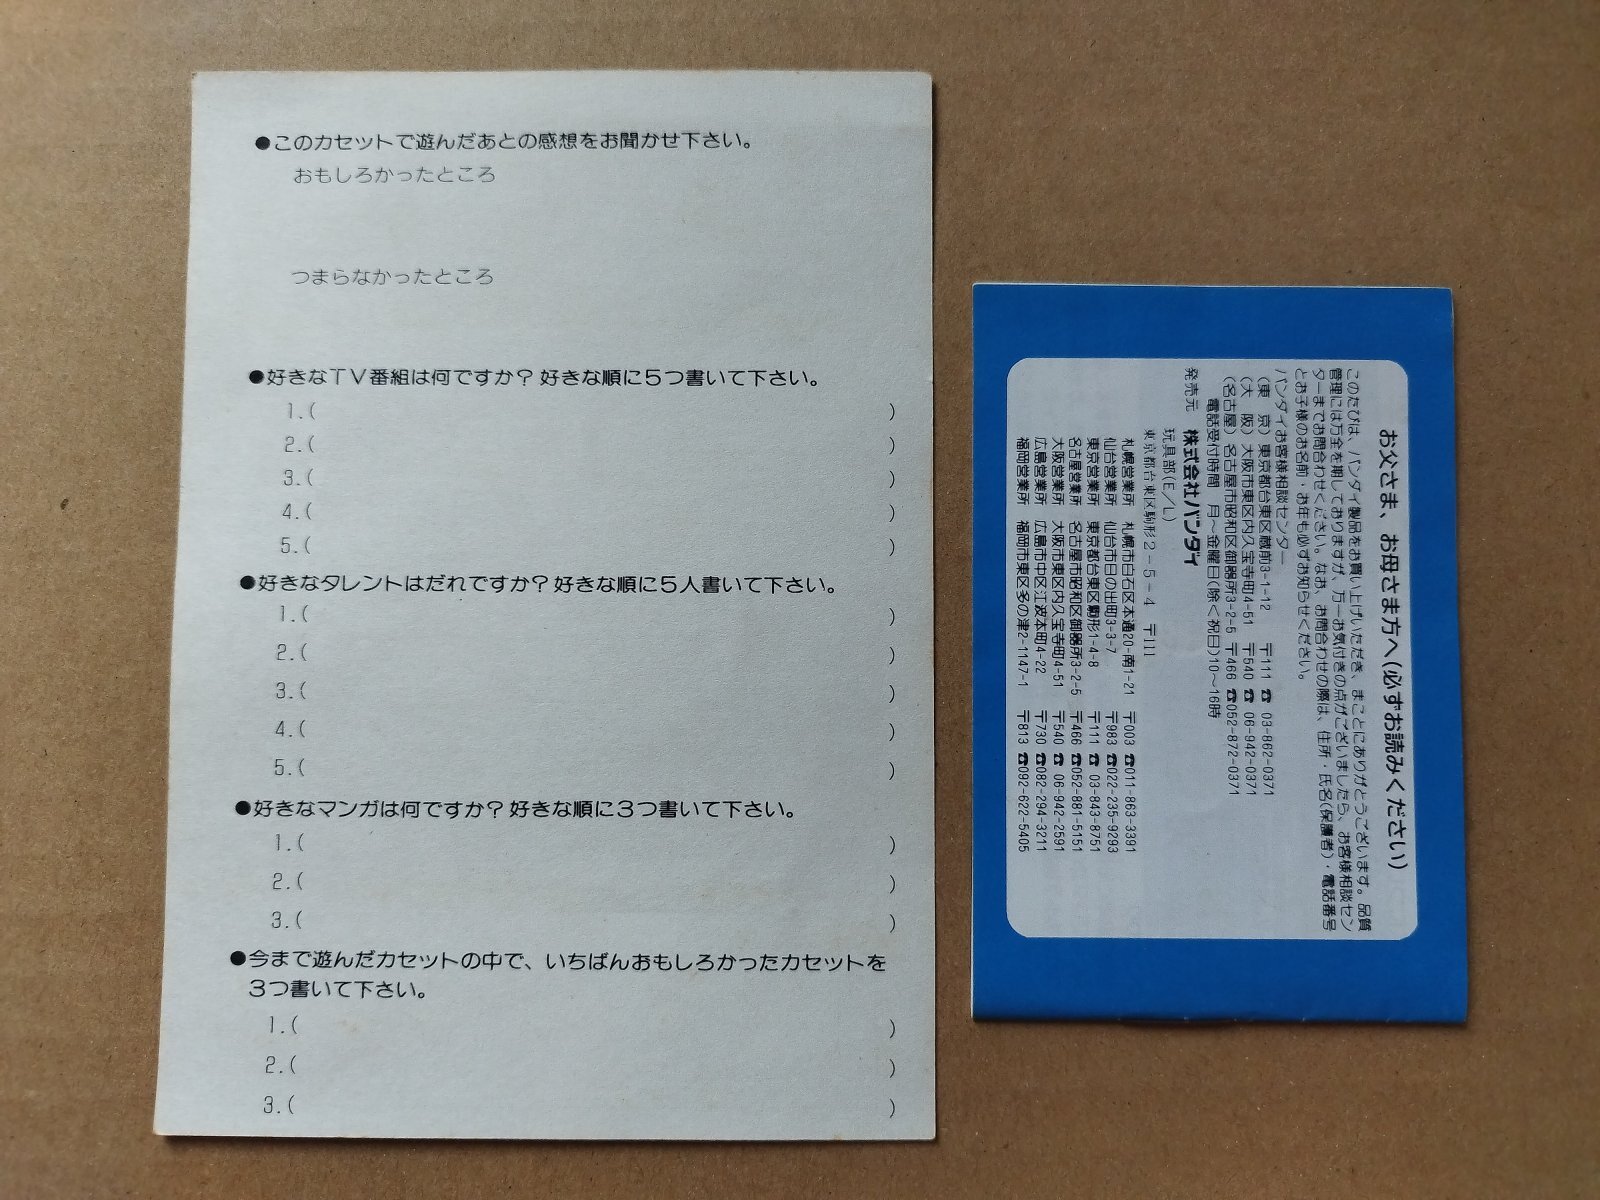 ●このカセットで遊んだあとの感想をお聞かせ下さい。
おもしろかったところ
つまらなかったところ
●好きなTV番組は何ですか?好きな順に5つ書いて下さい。
1.( )
2.( )
3.( )
4.( )
5.( )
●好きなタレントはだれですか?好きな順に5人書いて下さい。
1.( )
2.( )
3.( )
4.( )
5.( )
●好きなマンガは何ですか?好きな順に3つ書いて下さい。
1.( )
2.( )
3.( )
●今まで遊んだカセットの中で、いちばんおもしろかったカセットを
3つ書いて下さい。
1.( )
2.( )
3.( )
お父さま、お母さま方へ(必ずお読みください)
このたびは、バンダイ製品をお買い上げいただき、まことにありがとうございます。品質
管理には万全を期しておりますが、万一お気付きの点がございましたら、お客様相談セン
ターまでお問合わせください。なお、お問合わせの際は、住所・氏名(保護者)・電話番号
とお子様のお名前・お年も必ずお知らせください。
バンダイお客様相談センター
(東 京)東京都台東区蔵前3-1-12 〒111 ☎ 03-862-0371
(大 阪)大阪市東区内久宝寺町4-51 〒540 ☎ 06-942-0371
(名古屋)名古屋市昭和区御器所3-2-5 〒466 ☎052-872-0371
電話受付時間 月〜金曜日(除く祝日)10〜16時
発売元 株式会社バンダイ
玩具部(E/L)
東京都台東区駒形2-5-4 〒111
札幌営業所 札幌市白石区本通20-南1-21 〒003 ☎011-863-3391
仙台営業所 仙台市日の出町3-3-7 〒983 ☎022-235-9293
東京営業所 東京都台東区駒形1-4-8 〒111 ☎ 03-843-8751
名古屋営業所 名古屋市昭和区御器所3-2-5 〒466 ☎052-881-5151
大阪営業所 大阪市東区内久宝寺町4-51 〒540 ☎ 06-942-2591
広島営業所 広島市中区江波本町4-22 〒730 ☎082-294-3211
福岡営業所 福岡市東区多の津2-1147-1 〒813 ☎092-622-5405